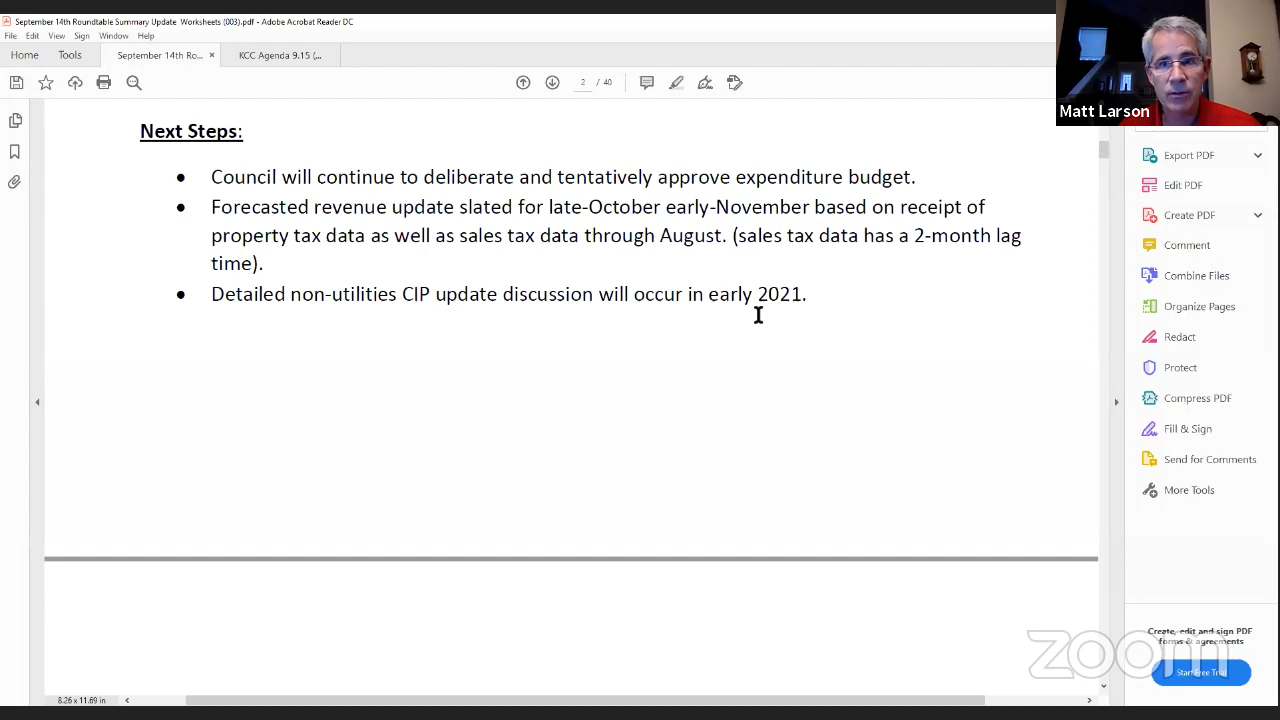 September 14th Roundtable Summary Update  Worksheets (003).pdf - Adobe Acrobat Reader DC
File Edit View Sign Window Help
Home Tools September 14th Ro... × KCC Agenda 9.15 (...
2 / 40
Matt Larson
Next Steps:
• Council will continue to deliberate and tentatively approve expenditure budget.
• Forecasted revenue update slated for late-October early-November based on receipt of
property tax data as well as sales tax data through August. (sales tax data has a 2-month lag
time).
• Detailed non-utilities CIP update discussion will occur in early 2021.
Export PDF
Edit PDF
Create PDF
Comment
Combine Files
Organize Pages
Redact
Protect
Compress PDF
Fill & Sign
Send for Comments
More Tools
Create, edit and sign PDF
forms & agreements
Start Free Trial
zoom
8.26 x 11.69 in